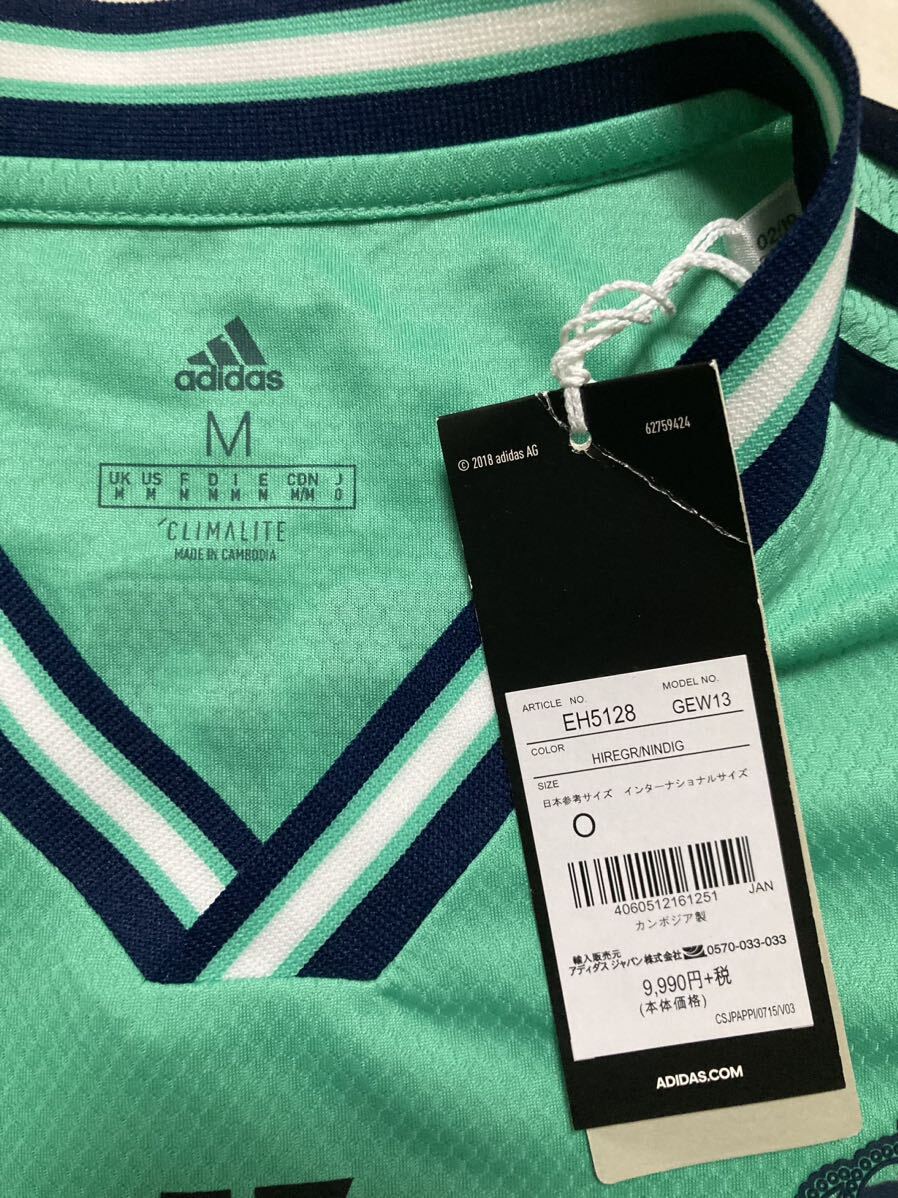 adidas
M
UK US F D I E CDN J
M M M M M M M/M O
CLIMALITE
MADE IN CAMBODIA
© 2018 adidas AG
62759424
ARTICLE NO.
EH5128
MODEL NO.
GEW13
COLOR
HIREGR/NINDIG
SIZE
日本参考サイズ インターナショナルサイズ
O
4060512161251
JAN
カンボジア製
輸入販売元
アディダス ジャパン株式会社 0570-033-033
9,990円+税
(本体価格)
CSJPAPPI/0715/V03
ADIDAS.COM